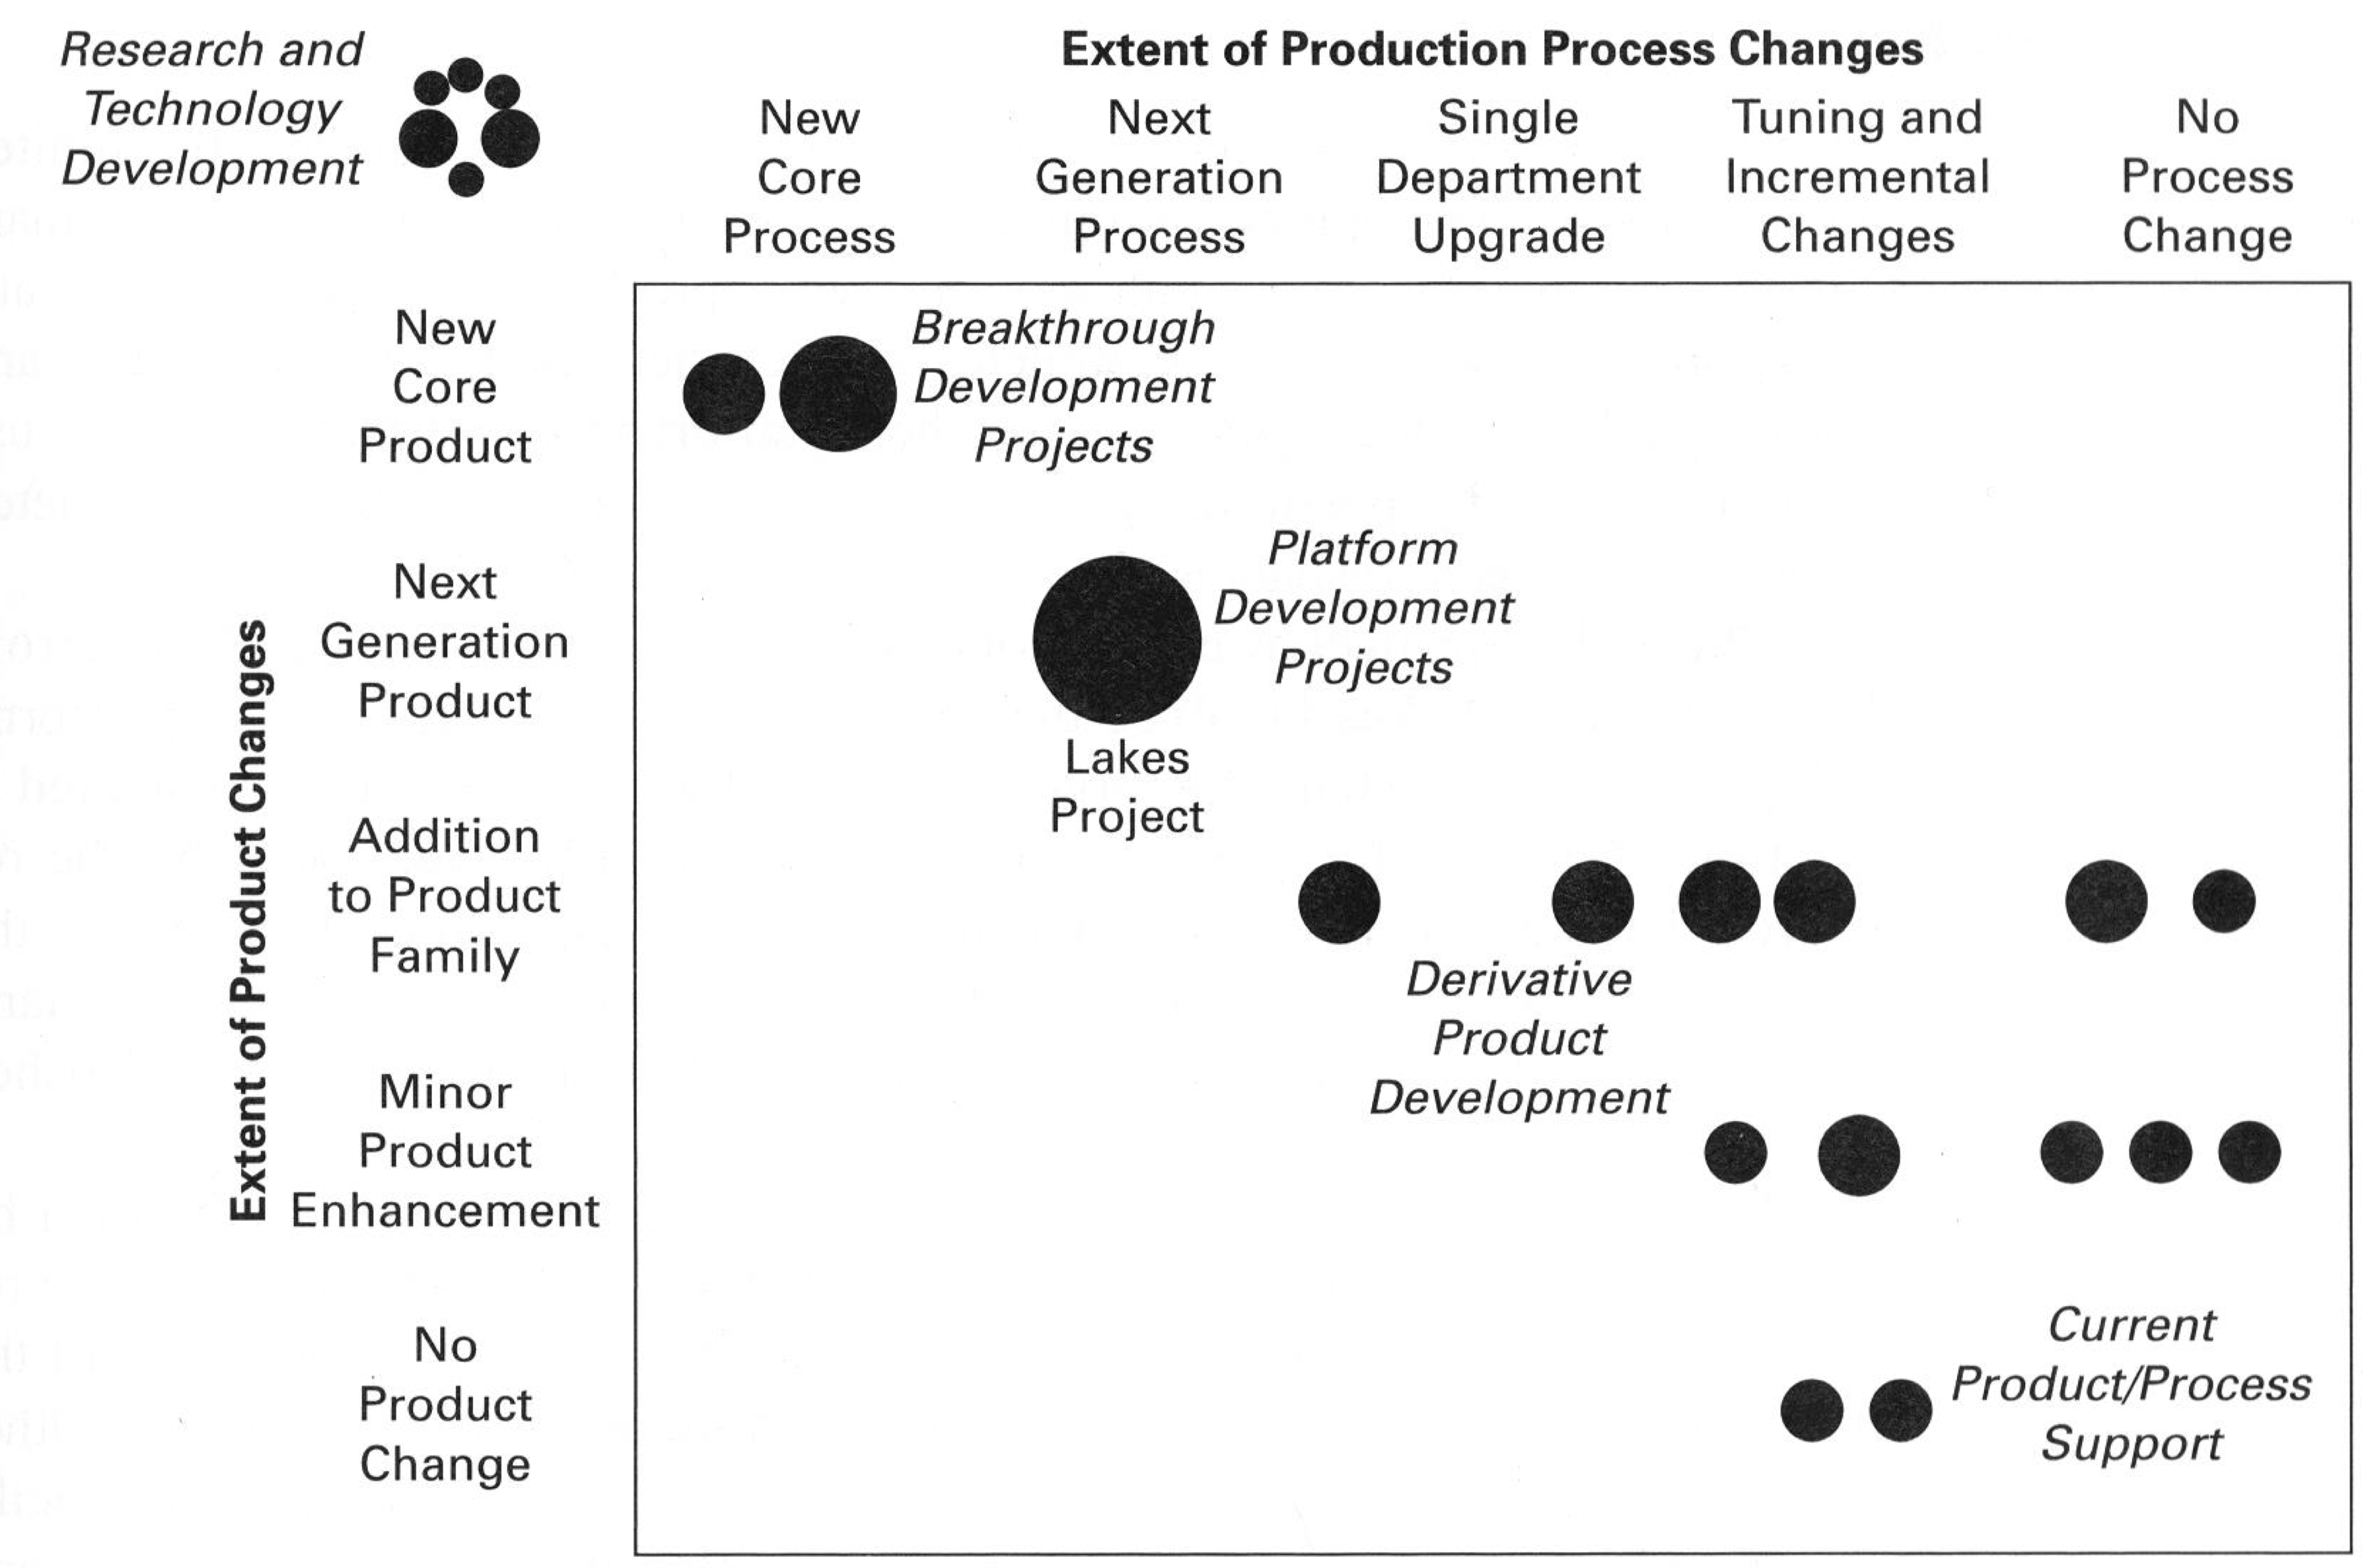 Research and
Technology
Development
Extent of Production Process Changes
New
Core
Process
Next
Generation
Process
Single
Department
Upgrade
Tuning and
Incremental
Changes
No
Process
Change
Extent of Product Changes
New
Core
Product
Breakthrough
Development
Projects
Next
Generation
Product
Platform
Development
Projects
Lakes
Project
Addition
to Product
Family
Derivative
Product
Development
Minor
Product
Enhancement
No
Product
Change
Current
Product/Process
Support